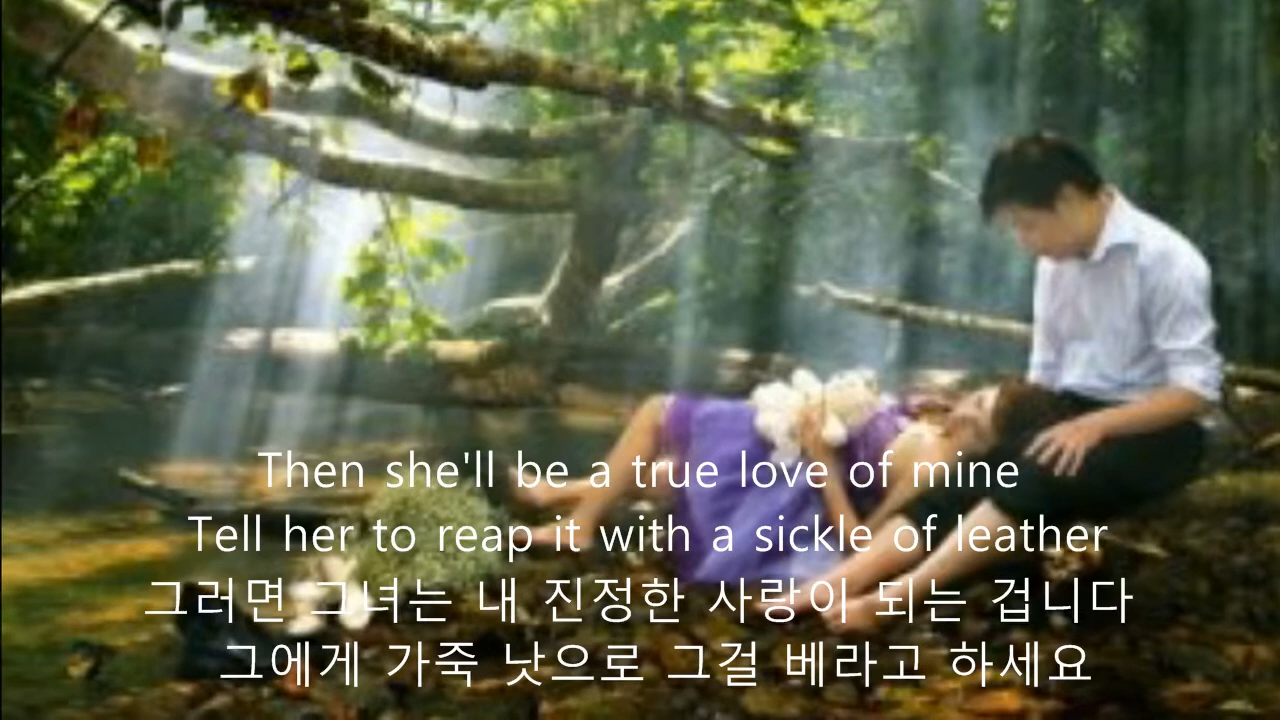 Then she'll be a true love of mine
Tell her to reap it with a sickle of leather
그러면 그녀는 내 진정한 사랑이 되는 겁니다
그에게 가죽 낫으로 그걸 베라고 하세요